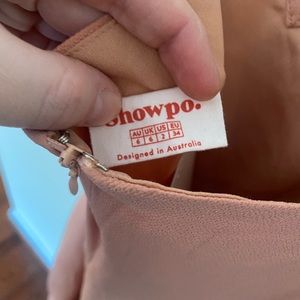 Showpo.
AU UK US EU
6 6 2 34
Designed in Australia